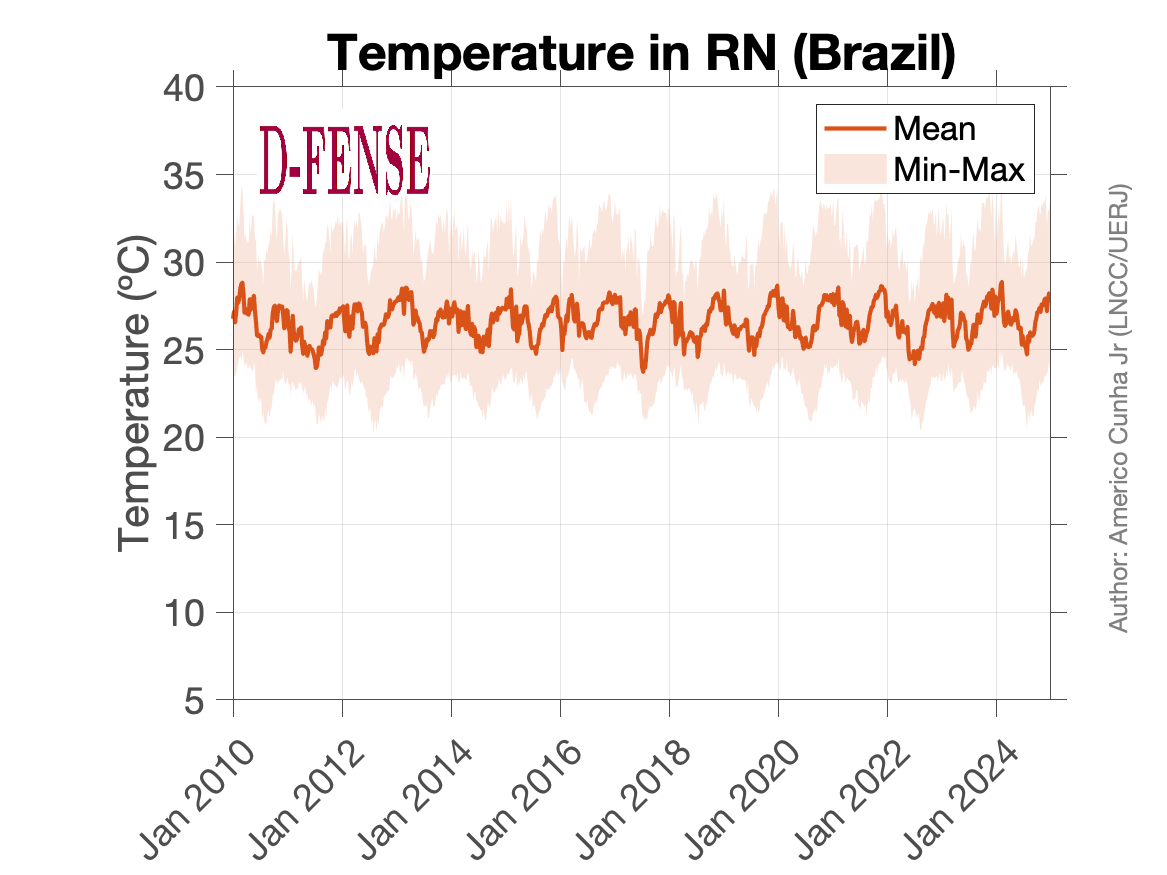 Temperature in RN (Brazil)
D-FENSE
Mean
Min-Max
Temperature (ºC)
40
35
30
25
20
15
10
5
Jan 2010
Jan 2012
Jan 2014
Jan 2016
Jan 2018
Jan 2020
Jan 2022
Jan 2024
Author: Americo Cunha Jr (LNCC/UERJ)